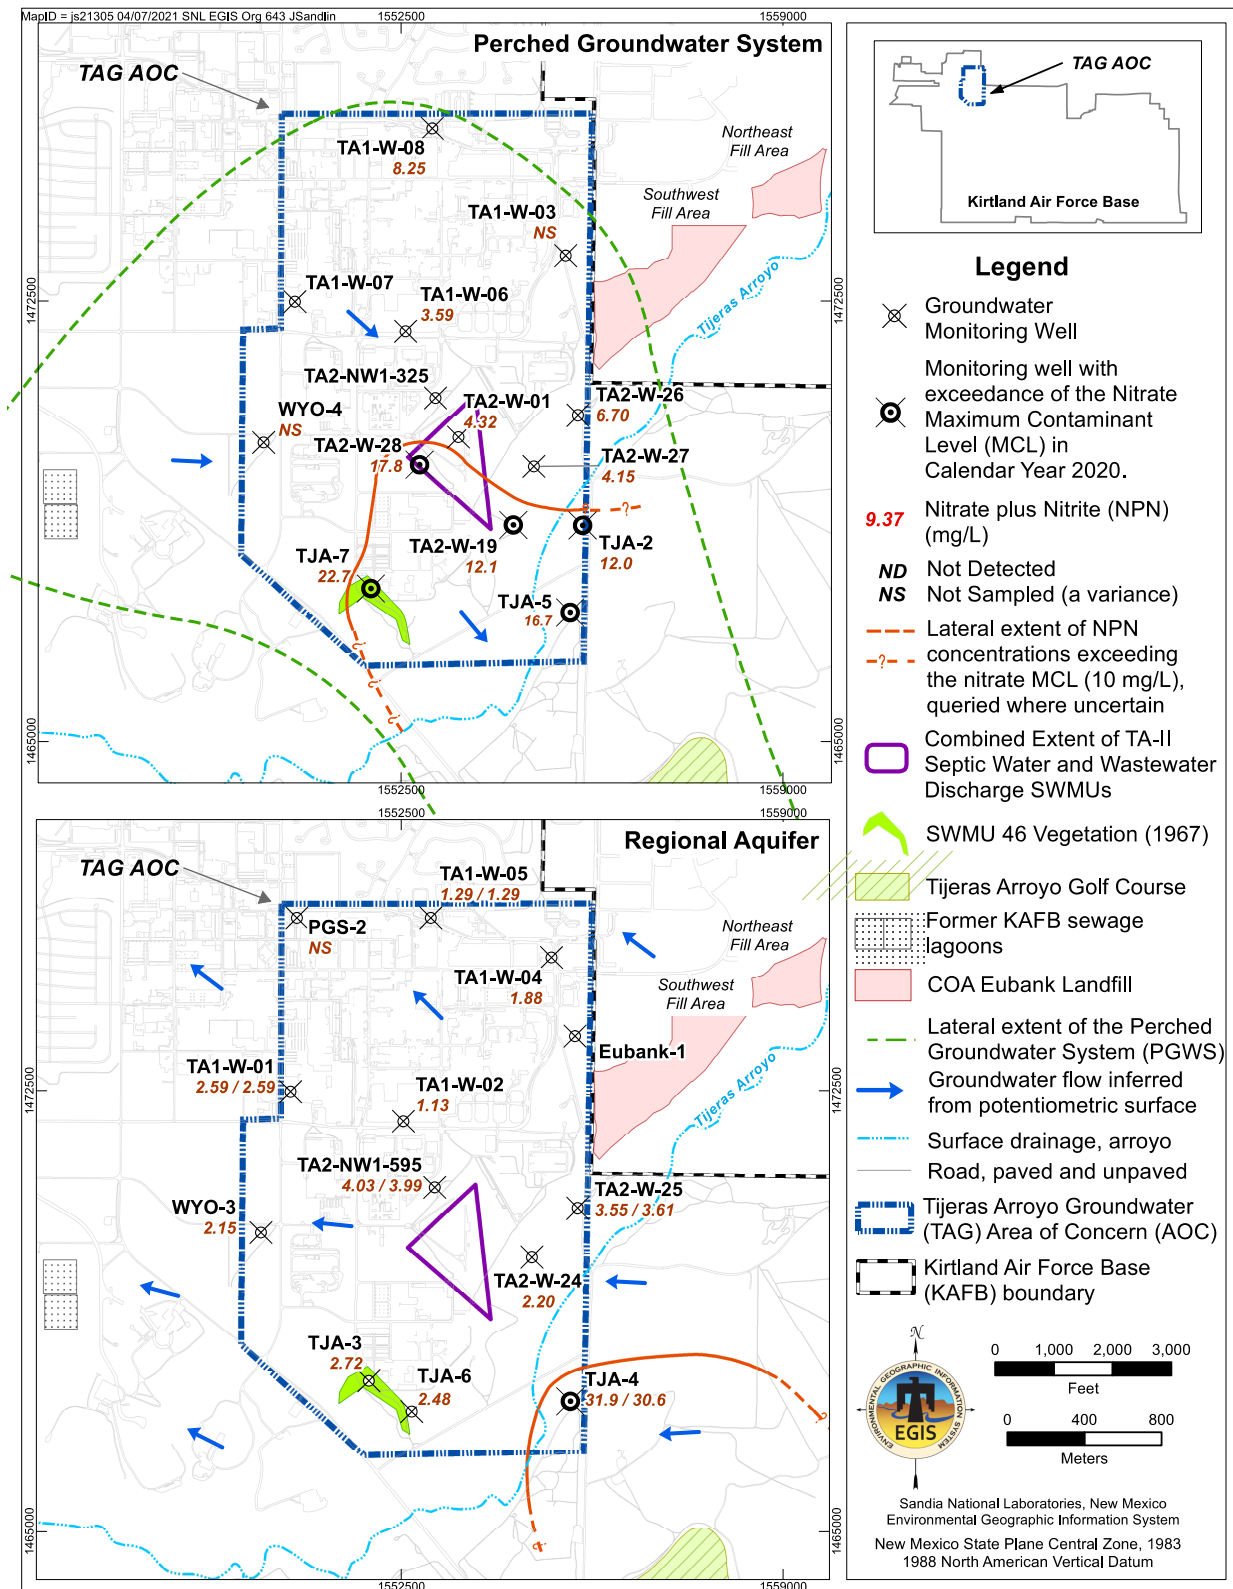 MapID = js21305 04/07/2021 SNL EGIS Org 643 JSandlin
1552500
1559000
Perched Groundwater System
TAG AOC
TA1-W-08
8.25
Northeast
Fill Area
Southwest
Fill Area
TA1-W-03
NS
Tijeras Arroyo
1472500
1472500
TA1-W-07
TA1-W-06
3.59
TA2-NW1-325
TA2-W-01
4.32
TA2-W-26
6.70
WYO-4
NS
TA2-W-28
17.8
TA2-W-27
4.15
?
TA2-W-19
12.1
TJA-2
12.0
TJA-7
22.7
TJA-5
16.7
?
?
?
1465000
1465000
1552500
1559000
1552500
1559000
Regional Aquifer
TAG AOC
TA1-W-05
1.29 / 1.29
PGS-2
NS
Northeast
Fill Area
TA1-W-04
1.88
Southwest
Fill Area
Eubank-1
Tijeras Arroyo
TA1-W-01
2.59 / 2.59
TA1-W-02
1.13
1472500
1472500
TA2-NW1-595
4.03 / 3.99
WYO-3
2.15
TA2-W-25
3.55 / 3.61
TA2-W-24
2.20
TJA-3
2.72
TJA-6
2.48
TJA-4
31.9 / 30.6
?
?
1465000
1465000
1552500
1559000
TAG AOC
Kirtland Air Force Base
Legend
Groundwater
Monitoring Well
Monitoring well with
exceedance of the Nitrate
Maximum Contaminant
Level (MCL) in
Calendar Year 2020.
9.37 Nitrate plus Nitrite (NPN)
(mg/L)
ND Not Detected
NS Not Sampled (a variance)
Lateral extent of NPN
concentrations exceeding
?
the nitrate MCL (10 mg/L),
queried where uncertain
Combined Extent of TA-II
Septic Water and Wastewater
Discharge SWMUs
SWMU 46 Vegetation (1967)
Tijeras Arroyo Golf Course
Former KAFB sewage
lagoons
COA Eubank Landfill
Lateral extent of the Perched
Groundwater System (PGWS)
Groundwater flow inferred
from potentiometric surface
Surface drainage, arroyo
Road, paved and unpaved
Tijeras Arroyo Groundwater
(TAG) Area of Concern (AOC)
Kirtland Air Force Base
(KAFB) boundary
N
ENVIRONMENTAL GEOGRAPHIC INFORMATION SYSTEM
EGIS
0 1,000 2,000 3,000
Feet
0 400 800
Meters
Sandia National Laboratories, New Mexico
Environmental Geographic Information System
New Mexico State Plane Central Zone, 1983
1988 North American Vertical Datum